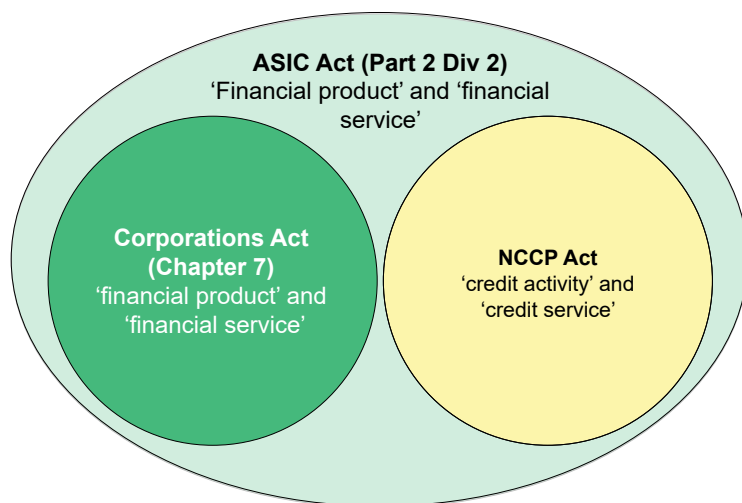 ASIC Act (Part 2 Div 2)
‘Financial product’ and ‘financial
service’
Corporations Act
(Chapter 7)
‘financial product’ and
‘financial service’
NCCP Act
‘credit activity’ and
‘credit service’